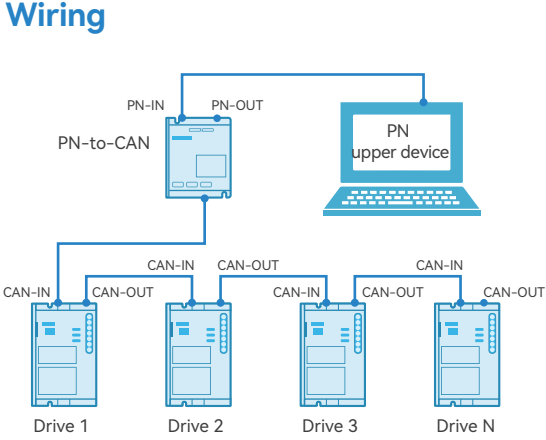 Wiring
PN-IN
PN-OUT
PN-to-CAN
PN
upper device
CAN-IN
CAN-OUT
CAN-IN
CAN-IN
CAN-OUT
CAN-IN
CAN-OUT
CAN-OUT
Drive 1
Drive 2
Drive 3
Drive N